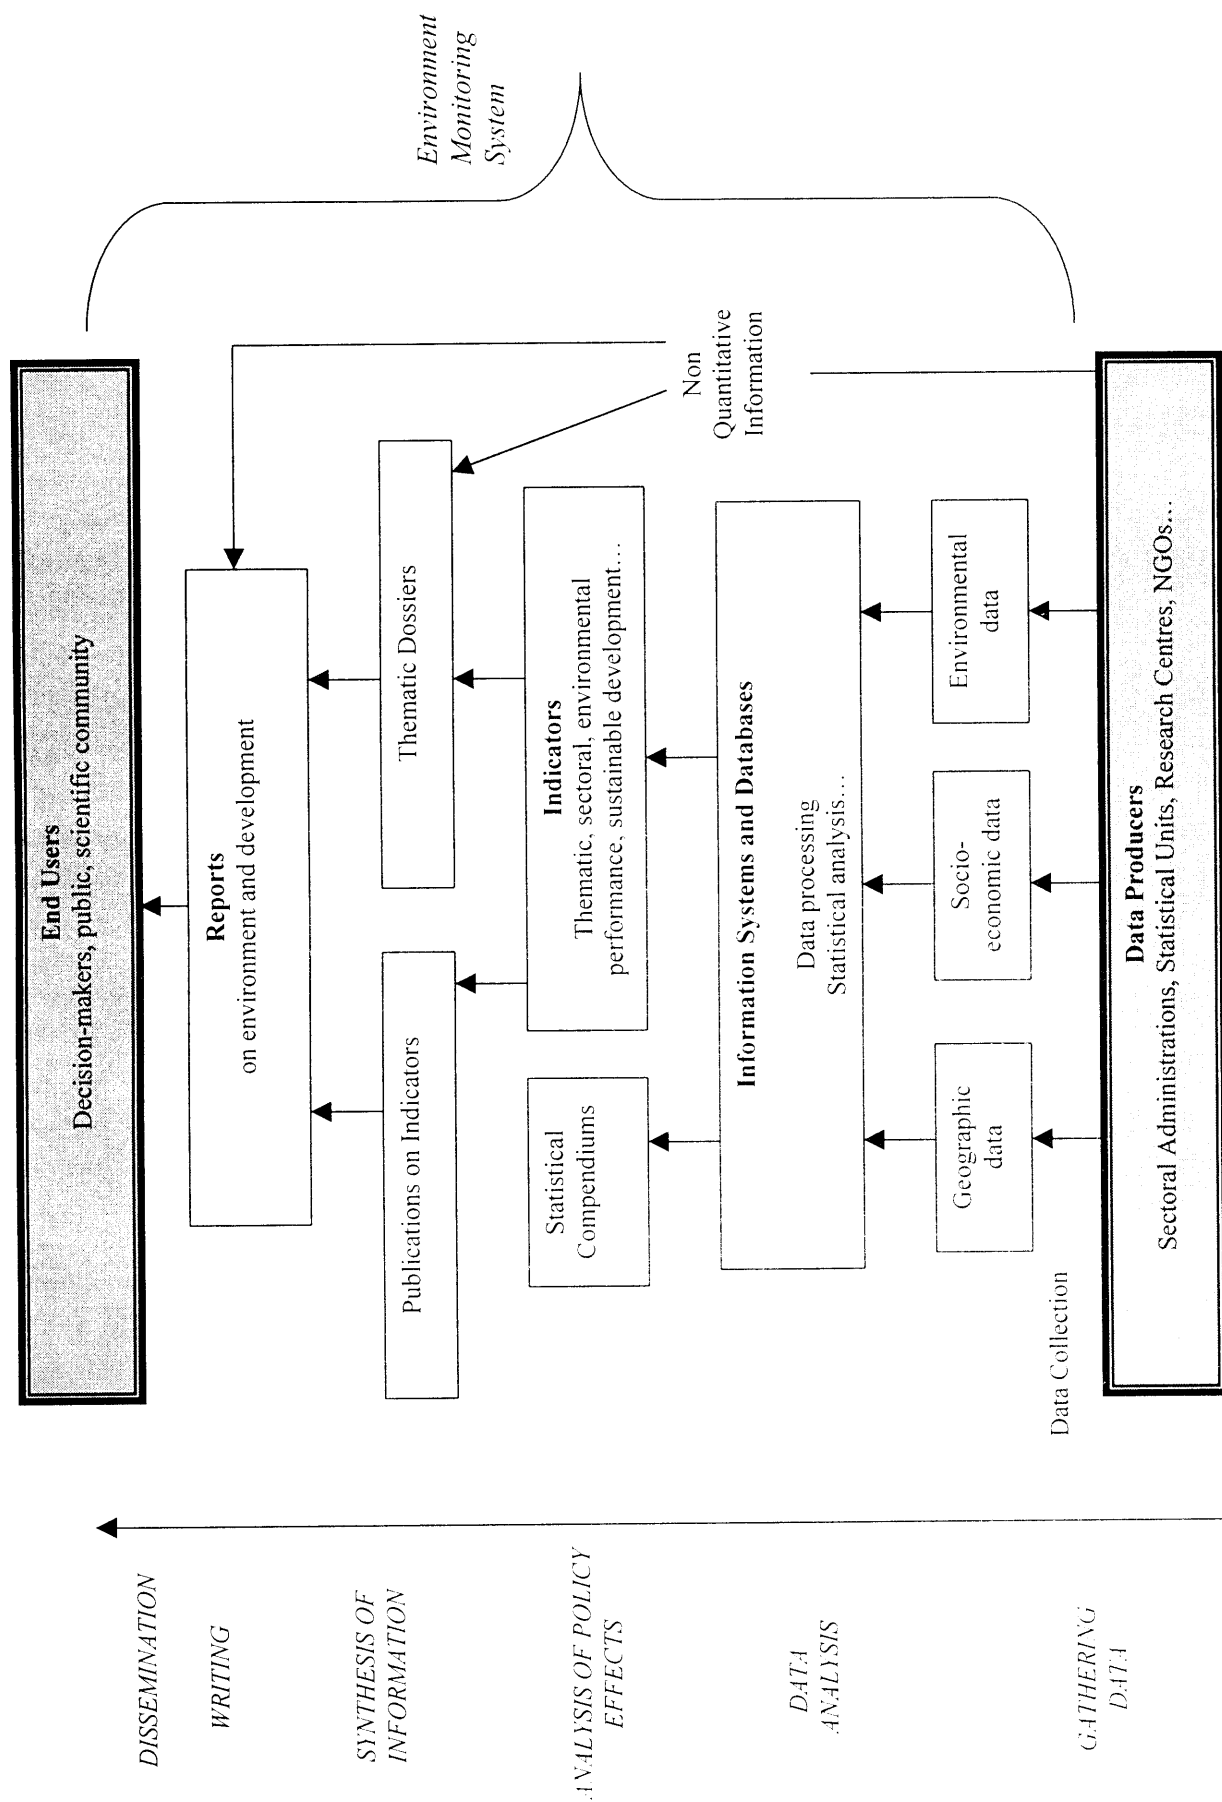 DISSEMINATION
WRITING
SYNTHESIS OF
INFORMATION
ANALYSIS OF POLICY
EFFECTS
DATA
ANALYSIS
GATHERING
DATA
End Users
Decision-makers, public, scientific community
Reports
on environment and development
Publications on Indicators
Thematic Dossiers
Statistical
Compendiums
Indicators
Thematic, sectoral, environmental
performance, sustainable development...
Non
Quantitative
Information
Information Systems and Databases
Data processing
Statistical analysis...
Geographic
data
Socio-
economic data
Environmental
data
Data Collection
Data Producers
Sectoral Administrations, Statistical Units, Research Centres, NGOs...
Environment
Monitoring
System